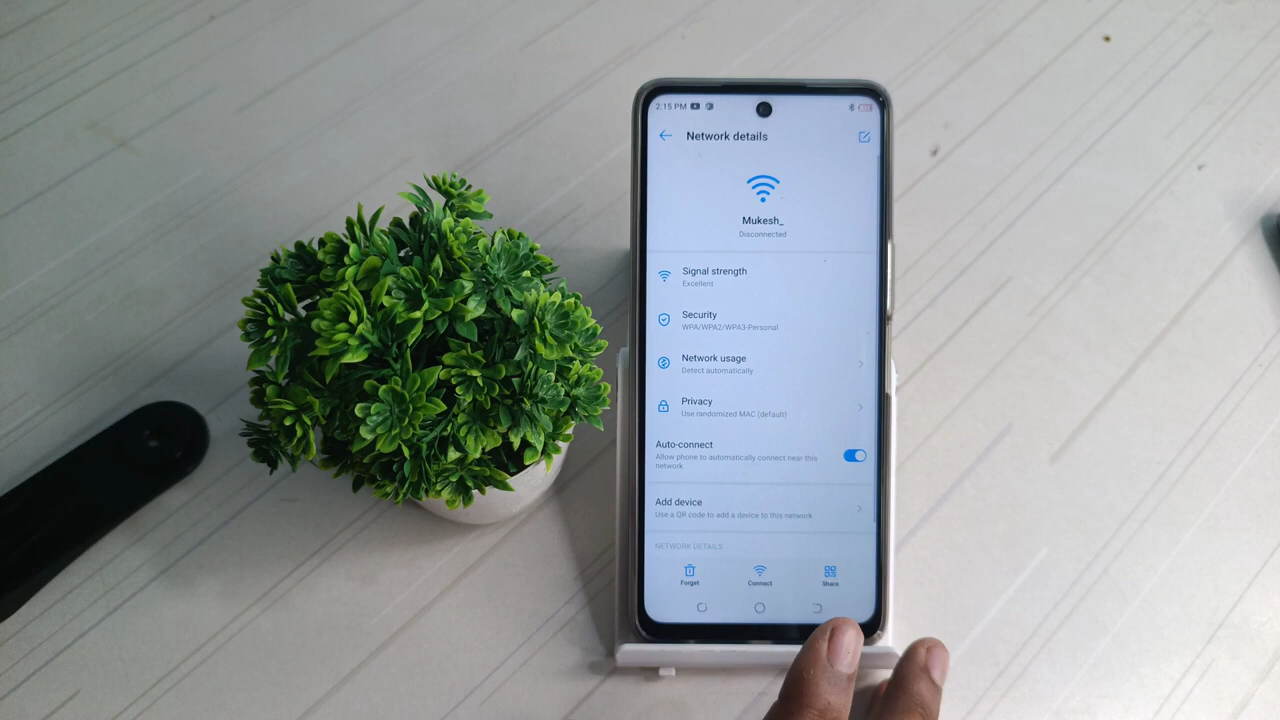 2:15 PM
Network details
Mukesh_
Disconnected
Signal strength
Excellent
Security
WPA/WPA2/WPA3-Personal
Network usage
Detect automatically
Privacy
Use randomized MAC (default)
Auto-connect
Allow phone to automatically connect near this
network
Add device
Use a QR code to add a device to this network
NETWORK DETAILS
Forget Connect Share